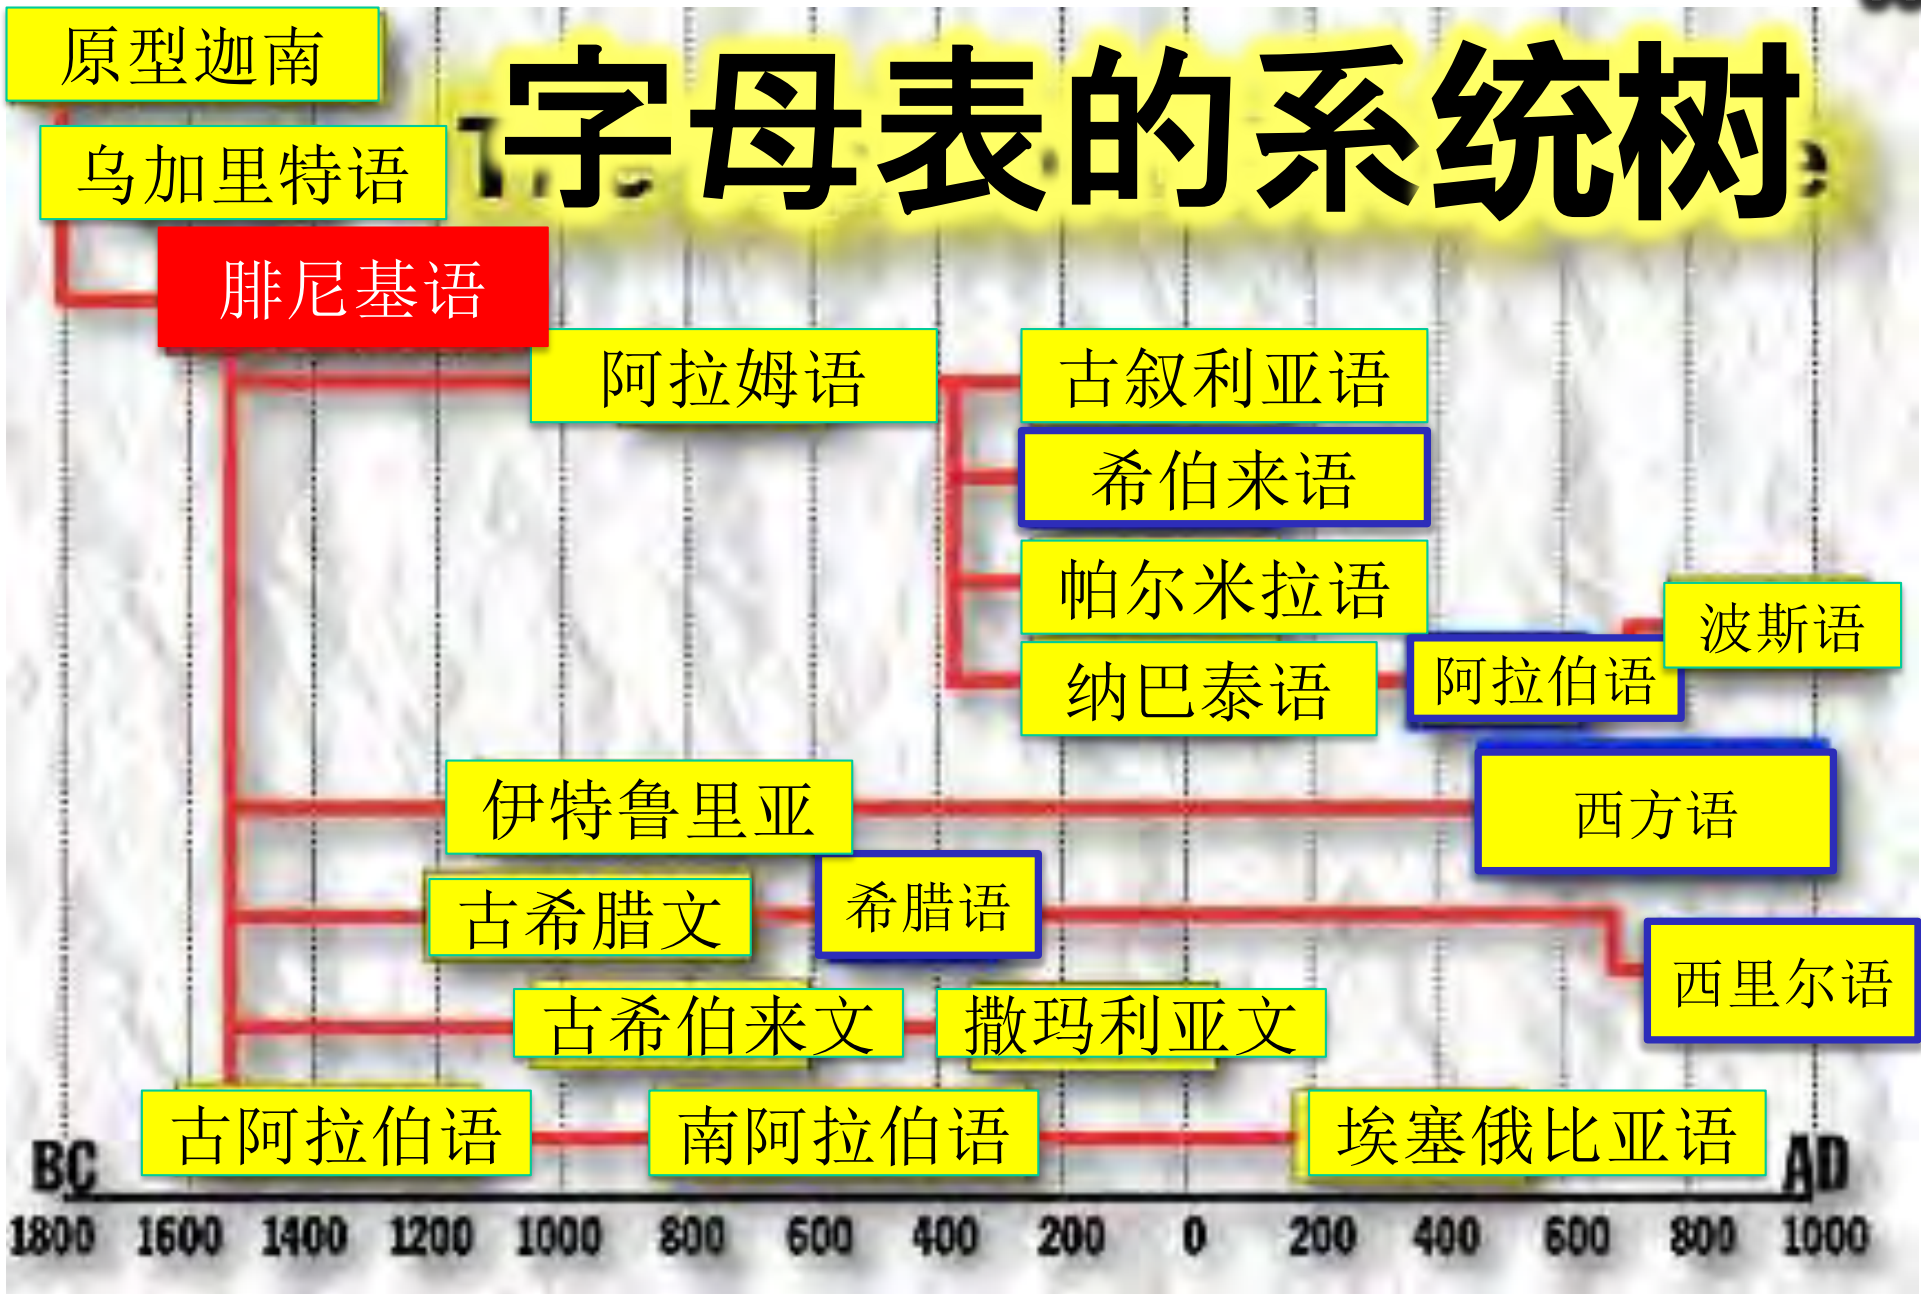 原型迦南
字母表的系统树
乌加里特语
腓尼基语
阿拉姆语
古叙利亚语
希伯来语
帕尔米拉语
波斯语
纳巴泰语
阿拉伯语
伊特鲁里亚
西方语
古希腊文
希腊语
西里尔语
古希伯来文
撒玛利亚文
古阿拉伯语
南阿拉伯语
埃塞俄比亚语
BC
AD
1800 1600 1400 1200 1000 800 600 400 200 0 200 400 600 800 1000